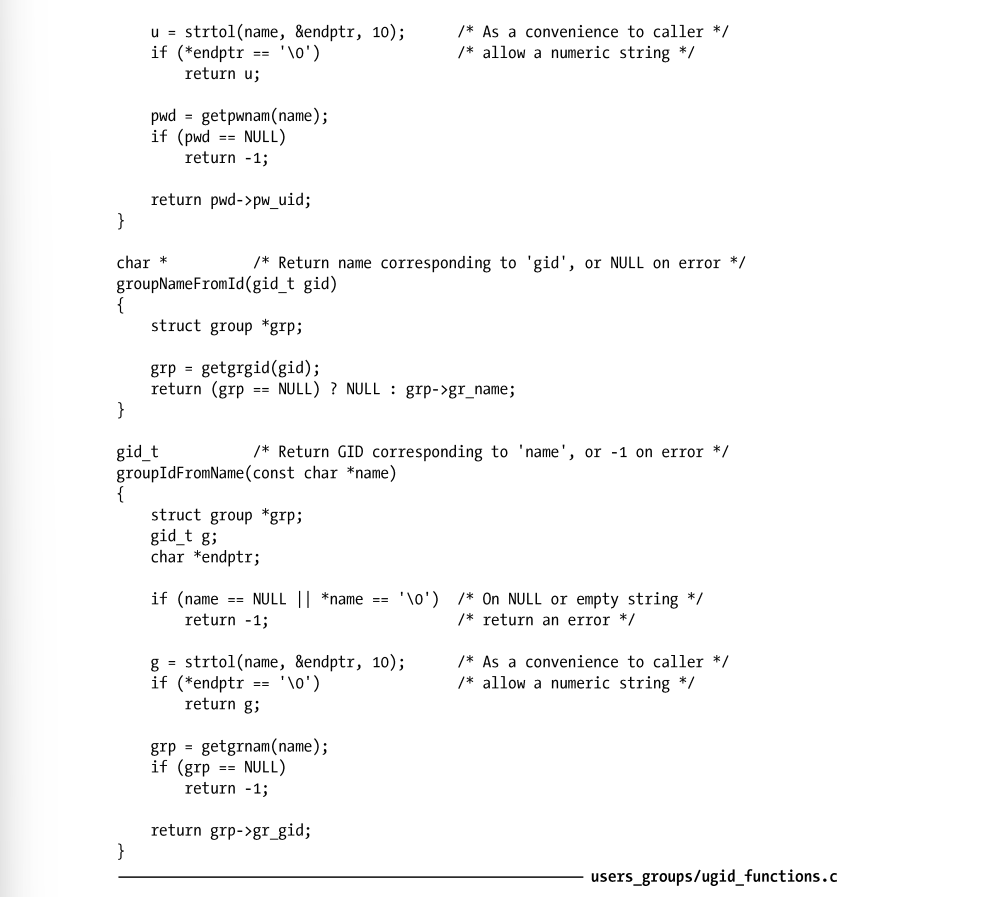 u = strtol(name, &endptr, 10);      /* As a convenience to caller */
    if (*endptr == '\0')                /* allow a numeric string */
        return u;

    pwd = getpwnam(name);
    if (pwd == NULL)
        return -1;

    return pwd->pw_uid;
}

char *          /* Return name corresponding to 'gid', or NULL on error */
groupNameFromId(gid_t gid)
{
    struct group *grp;

    grp = getgrgid(gid);
    return (grp == NULL) ? NULL : grp->gr_name;
}

gid_t           /* Return GID corresponding to 'name', or -1 on error */
groupIdFromName(const char *name)
{
    struct group *grp;
    gid_t g;
    char *endptr;

    if (name == NULL || *name == '\0')  /* On NULL or empty string */
        return -1;                      /* return an error */

    g = strtol(name, &endptr, 10);      /* As a convenience to caller */
    if (*endptr == '\0')                /* allow a numeric string */
        return g;

    grp = getgrnam(name);
    if (grp == NULL)
        return -1;

    return grp->gr_gid;
}
users_groups/ugid_functions.c